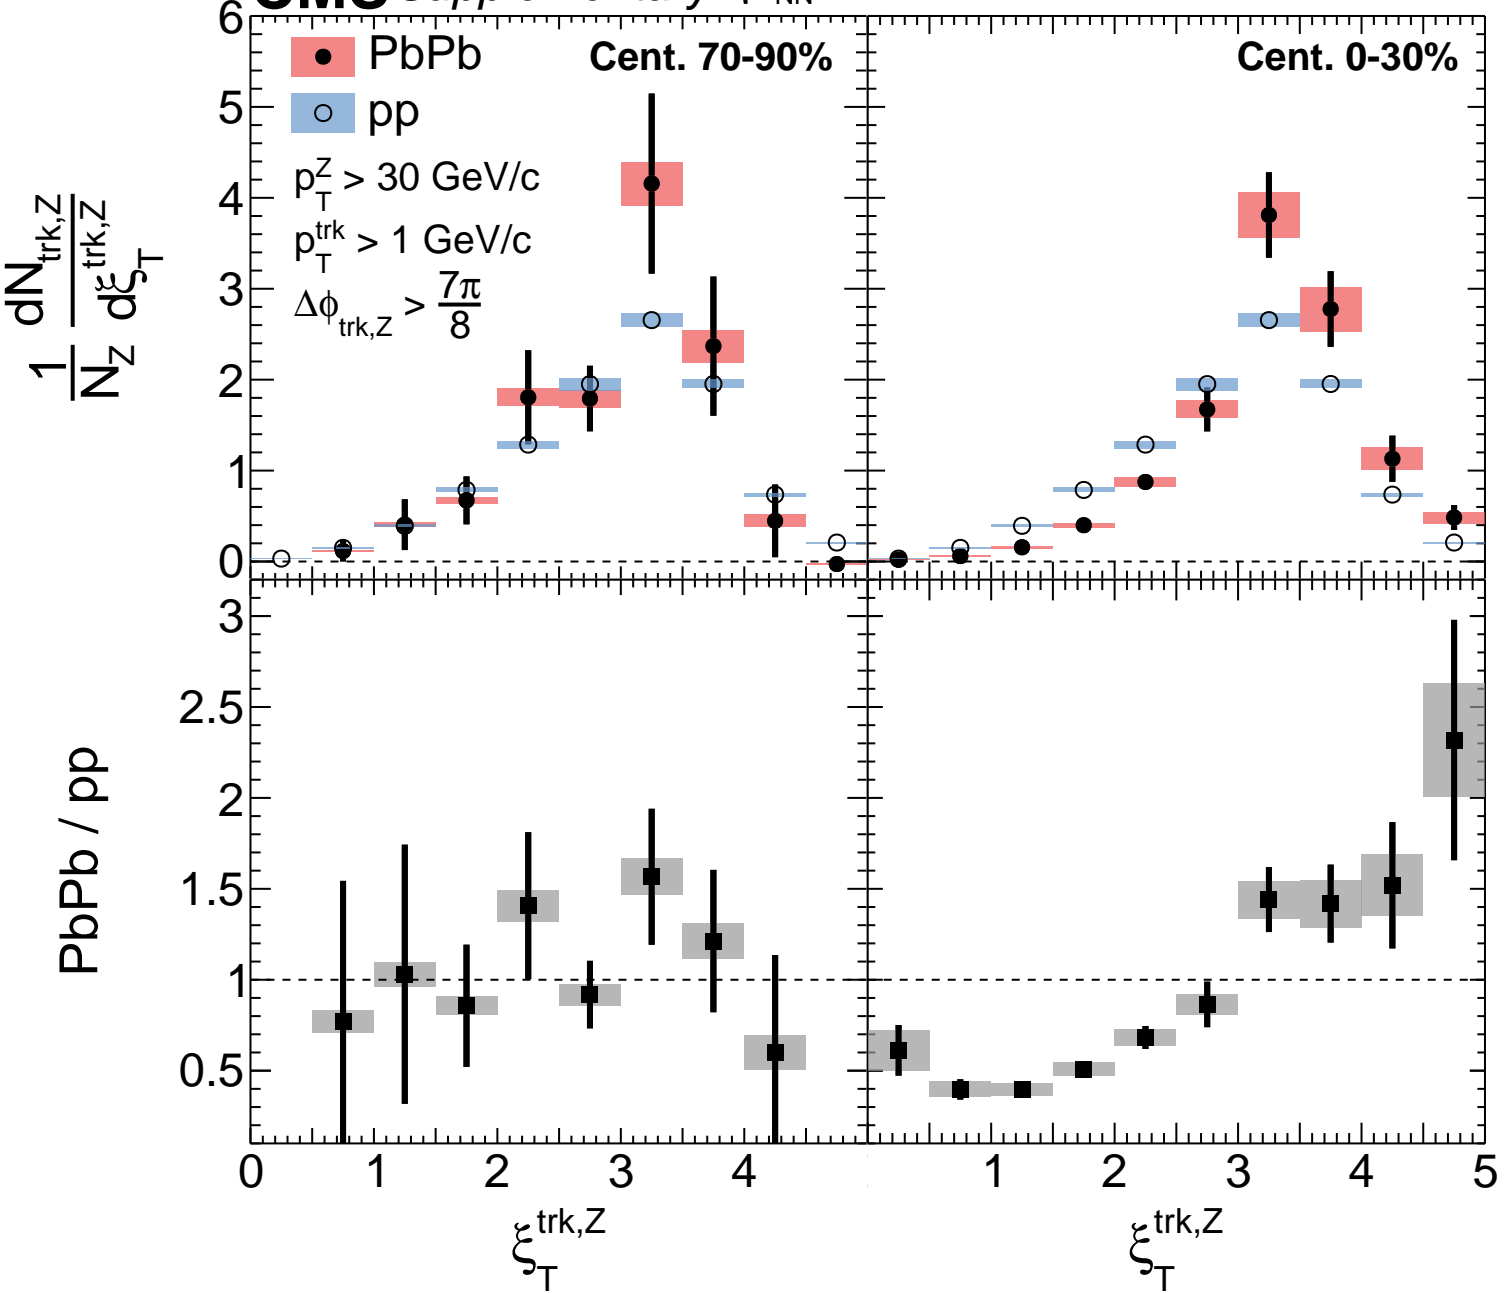 6
PbPb
Cent. 70-90%
Cent. 0-30%
5
pp
p_T^Z > 30 GeV/c
4
p_T^trk > 1 GeV/c
3
Δϕ_trk,Z > 7π/8
1/N_Z dN_trk,Z/dξ_T^trk,Z
2
1
0
3
2.5
2
PbPb / pp
1.5
1
0.5
0 1 2 3 4 1 2 3 4 5
ξ_T^trk,Z ξ_T^trk,Z